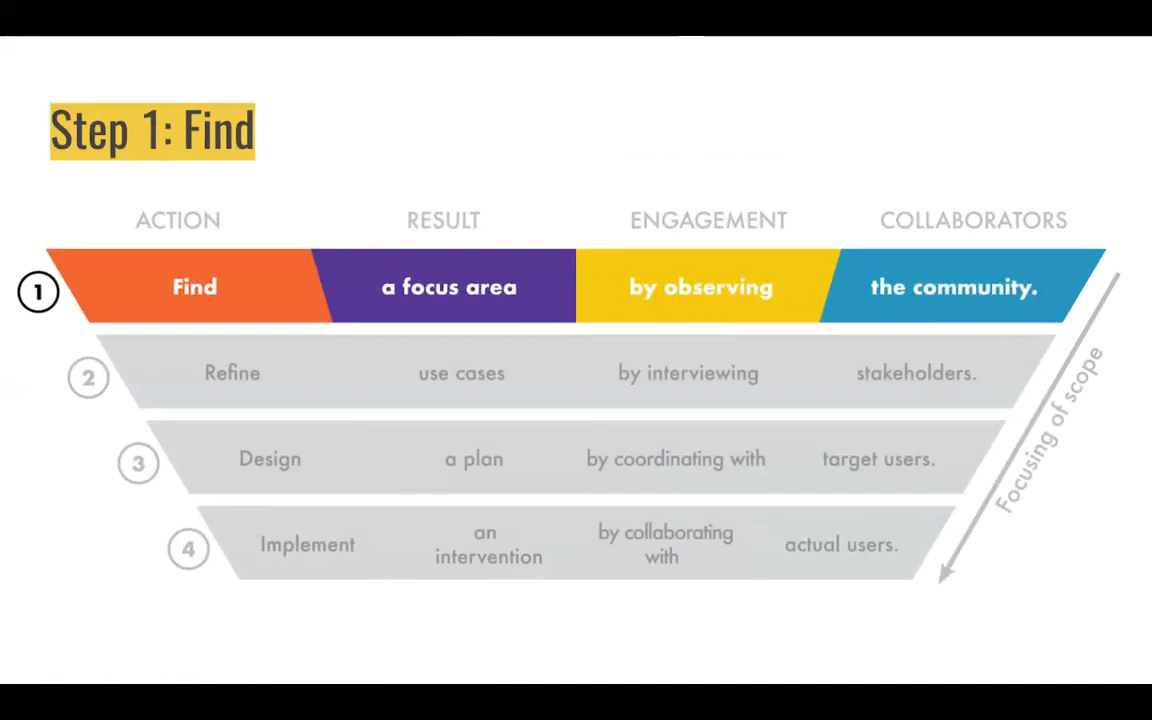 Step 1: Find
ACTION RESULT ENGAGEMENT COLLABORATORS
1 Find a focus area by observing the community.
2 Refine use cases by interviewing stakeholders.
3 Design a plan by coordinating with target users.
4 Implement an intervention by collaborating with actual users.
Focusing of scope